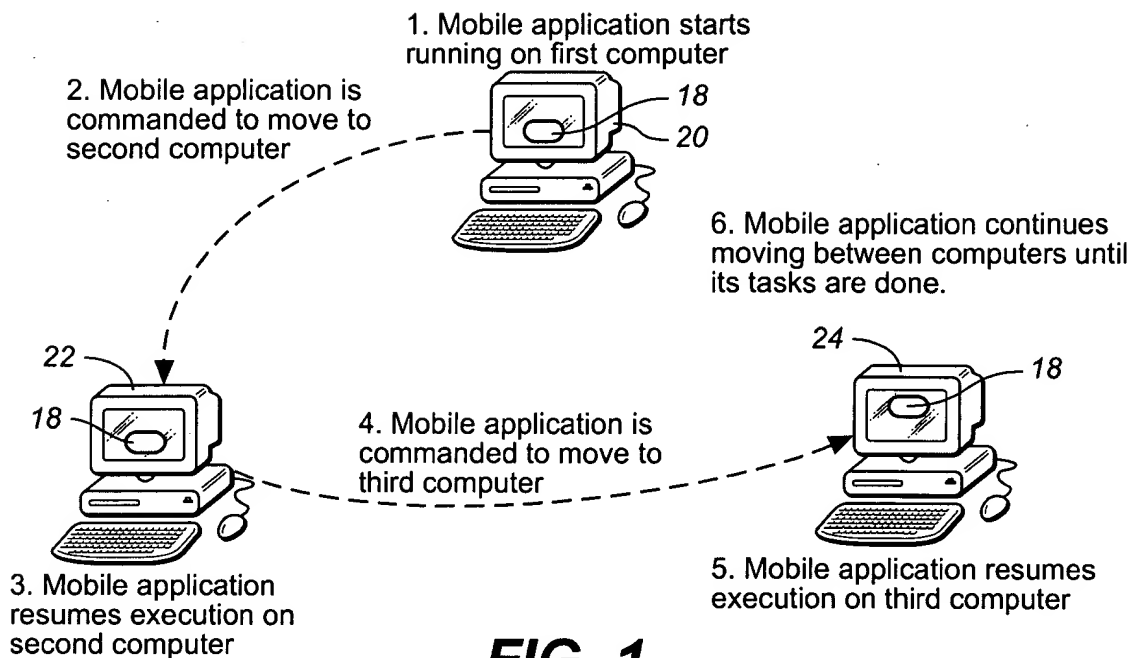 1. Mobile application starts
running on first computer
2. Mobile application is
commanded to move to
second computer
18
20
6. Mobile application continues
moving between computers until
its tasks are done.
22
18
24
18
4. Mobile application is
commanded to move to
third computer
3. Mobile application
resumes execution on
second computer
5. Mobile application resumes
execution on third computer
FIG. 1